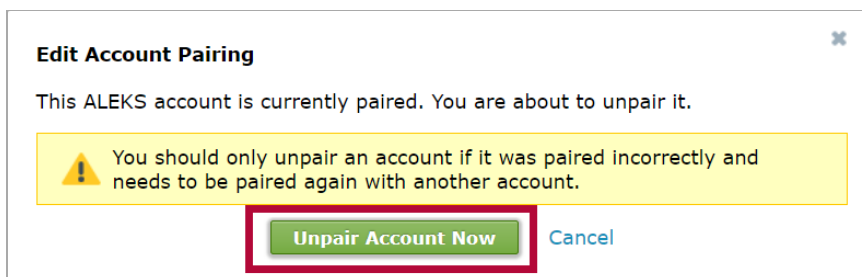 Edit Account Pairing
This ALEKS account is currently paired. You are about to unpair it.
You should only unpair an account if it was paired incorrectly and
needs to be paired again with another account.
Unpair Account Now Cancel